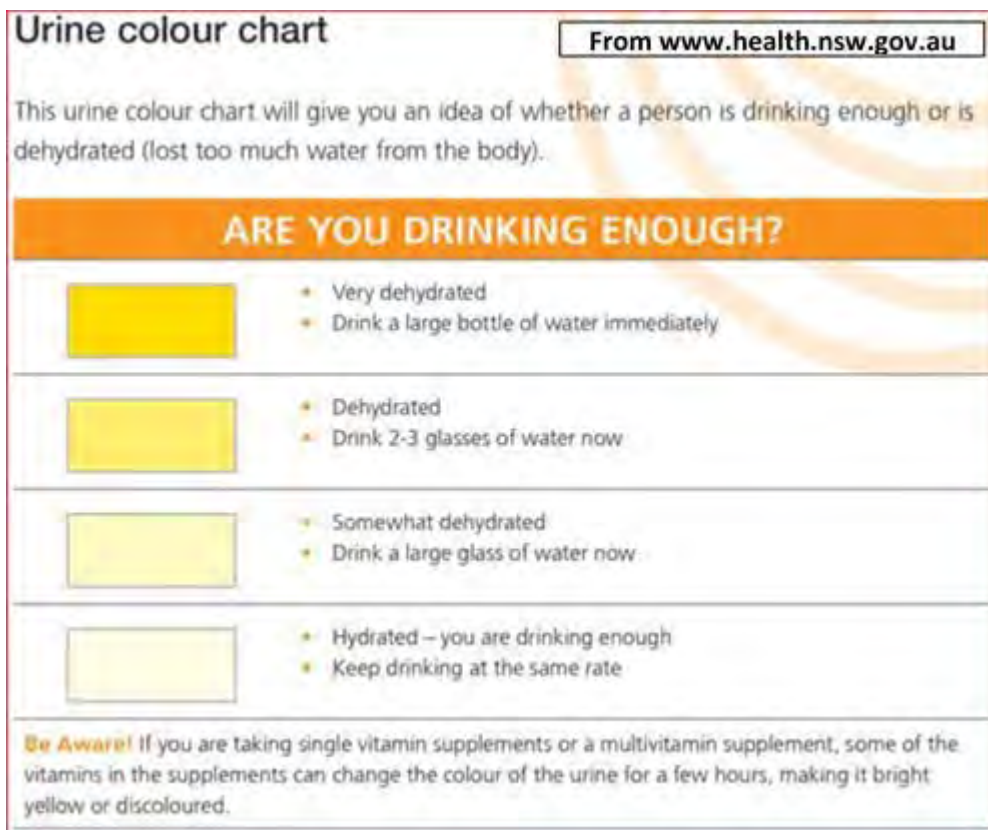 Urine colour chart
From www.health.nsw.gov.au
This urine colour chart will give you an idea of whether a person is drinking enough or is
dehydrated (lost too much water from the body).
ARE YOU DRINKING ENOUGH?
• Very dehydrated
• Drink a large bottle of water immediately
• Dehydrated
• Drink 2-3 glasses of water now
• Somewhat dehydrated
• Drink a large glass of water now
• Hydrated – you are drinking enough
• Keep drinking at the same rate
Be Aware! If you are taking single vitamin supplements or a multivitamin supplement, some of the
vitamins in the supplements can change the colour of the urine for a few hours, making it bright
yellow or discoloured.